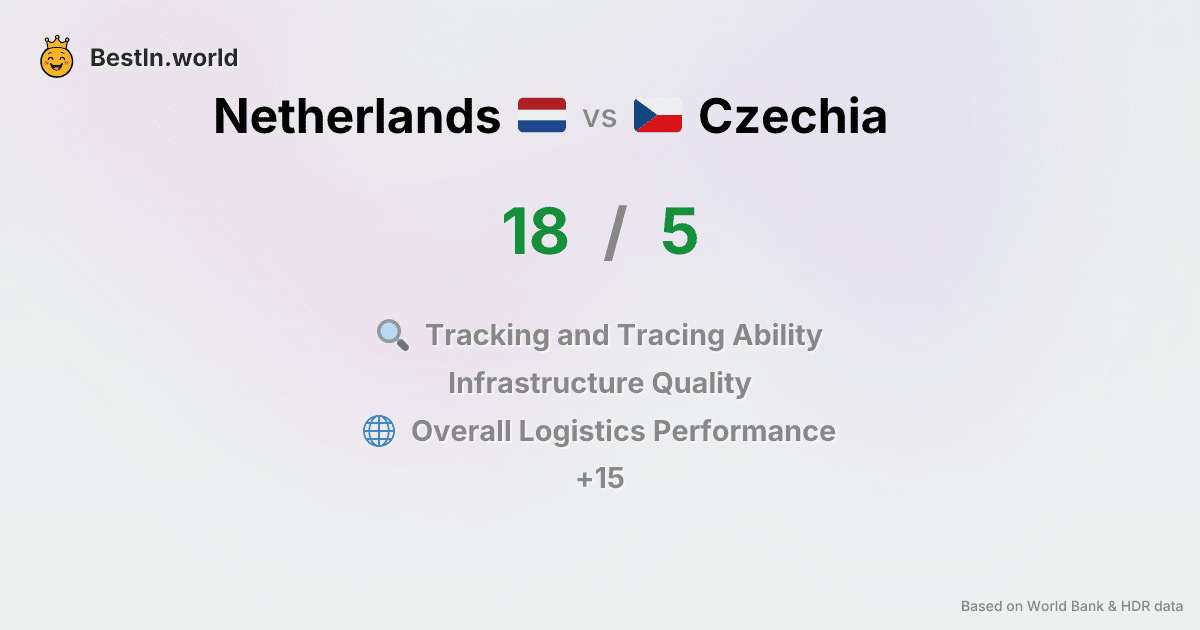 BestIn.world
Netherlands vs Czechia
18 / 5
Tracking and Tracing Ability
Infrastructure Quality
Overall Logistics Performance
+15
Based on World Bank & HDR data